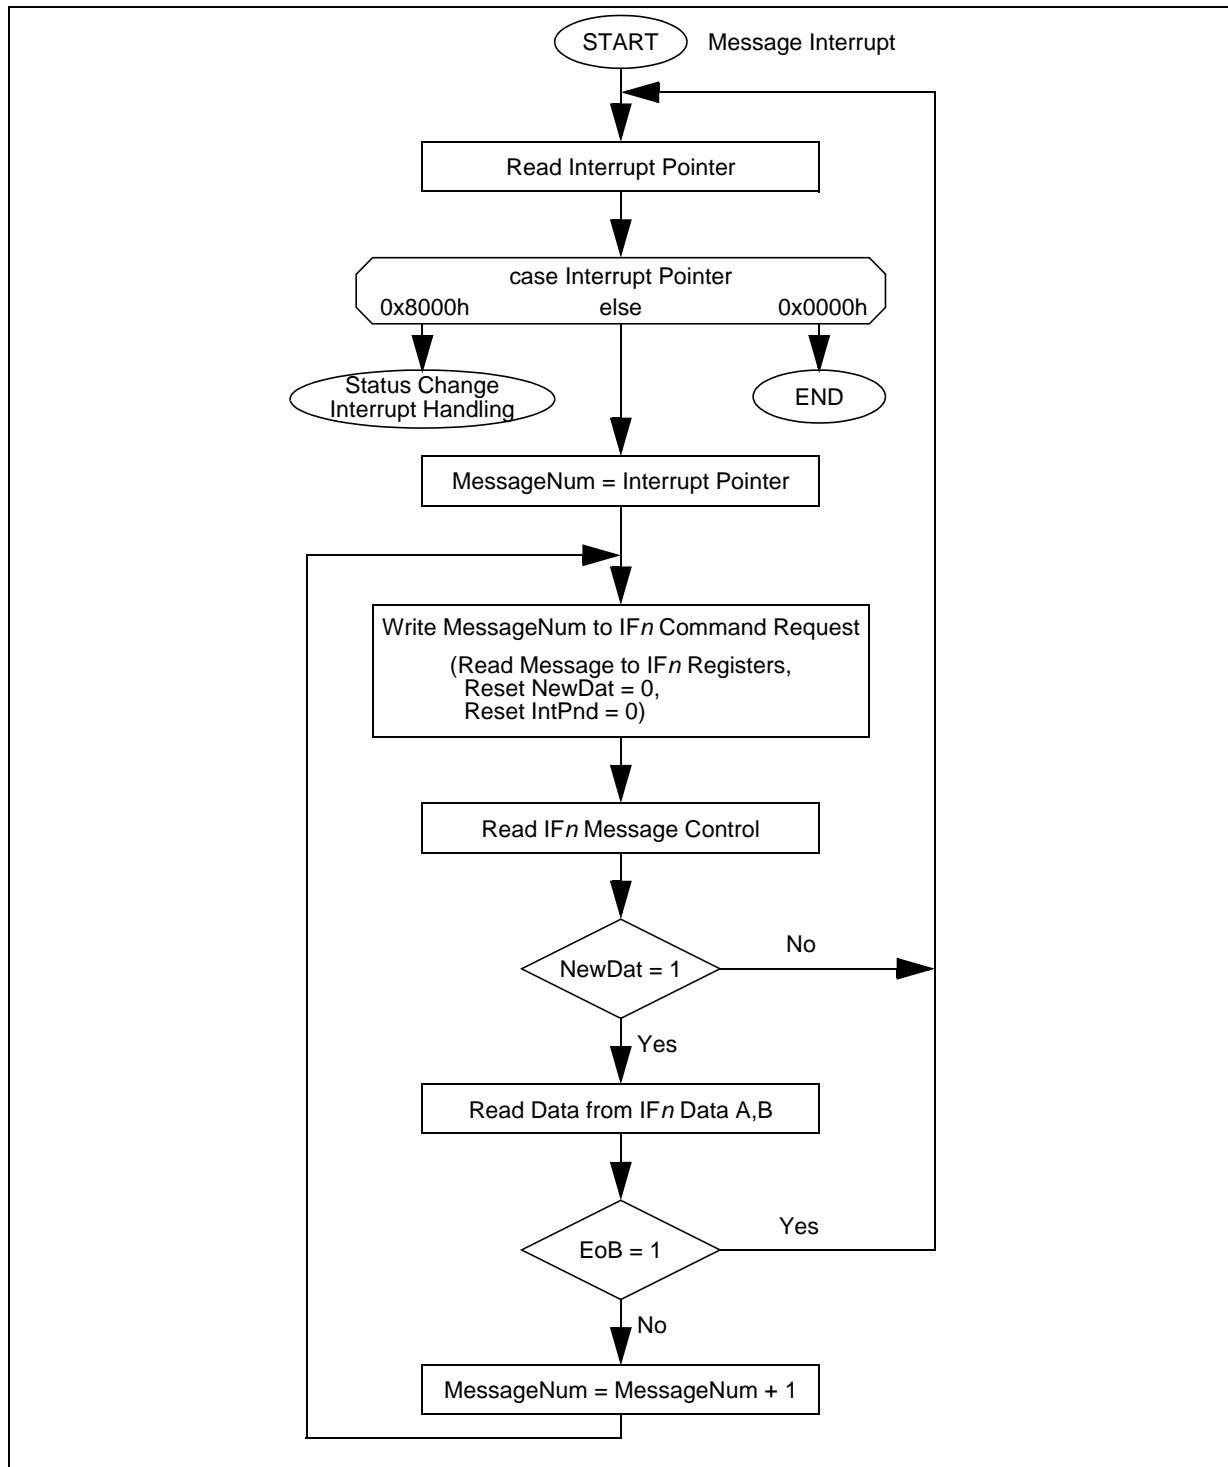 START Message Interrupt
Read Interrupt Pointer
case Interrupt Pointer
0x8000h else 0x0000h
Status Change
Interrupt Handling
END
MessageNum = Interrupt Pointer
Write MessageNum to IFn Command Request
(Read Message to IFn Registers,
Reset NewDat = 0,
Reset IntPnd = 0)
Read IFn Message Control
No
NewDat = 1
Yes
Read Data from IFn Data A,B
Yes
EoB = 1
No
MessageNum = MessageNum + 1